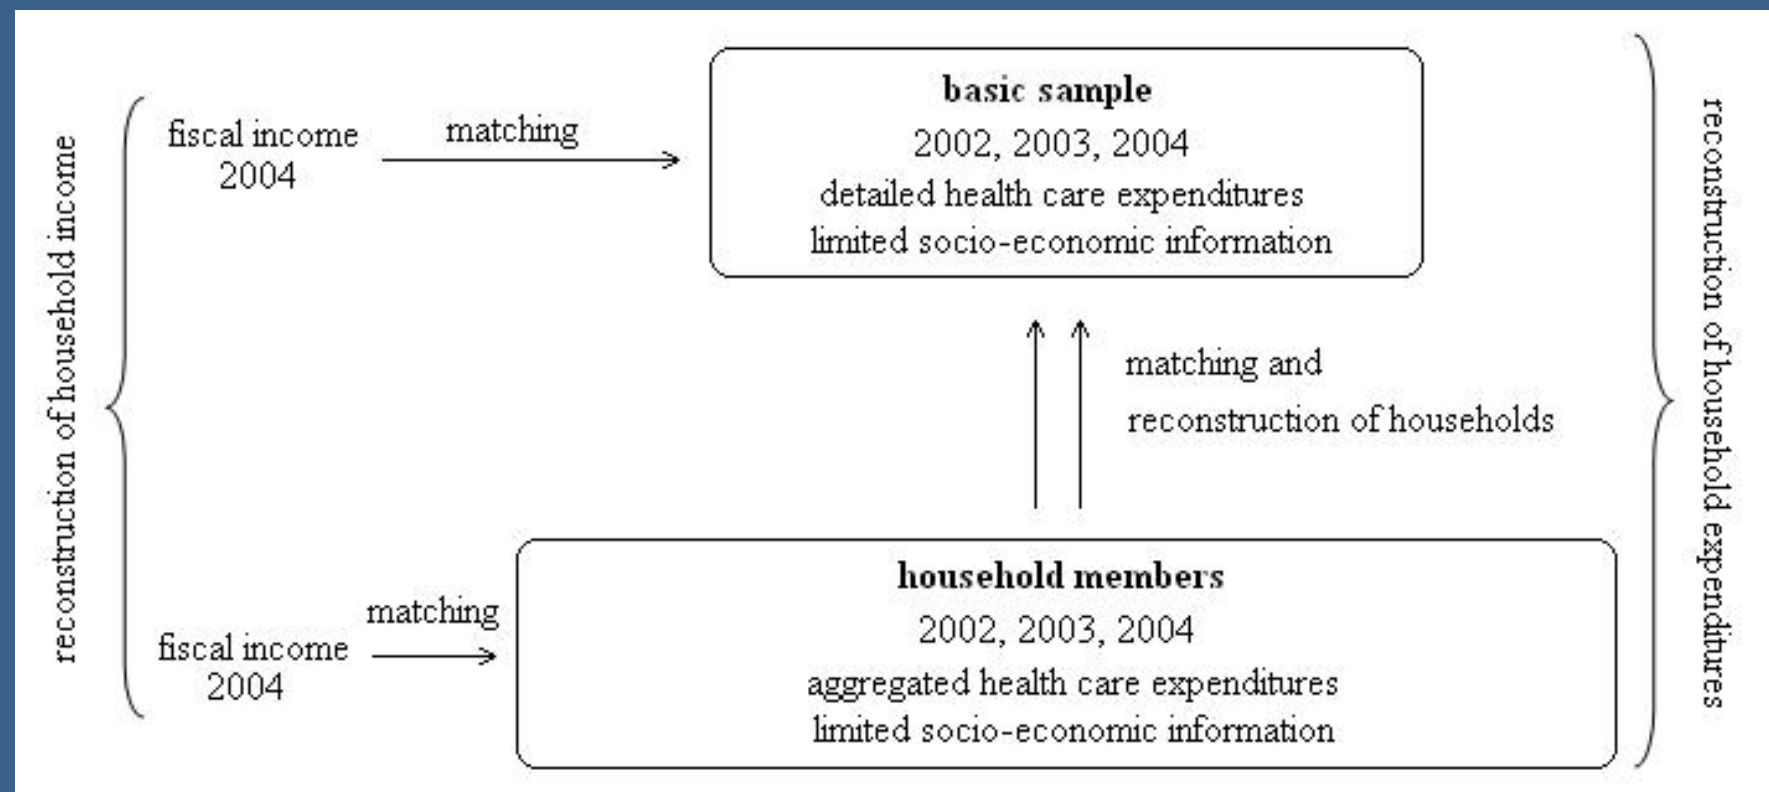 reconstruction of household income
fiscal income
2004
matching
basic sample
2002, 2003, 2004
detailed health care expenditures
limited socio-economic information
matching and
reconstruction of households
fiscal income
2004
matching
household members
2002, 2003, 2004
aggregated health care expenditures
limited socio-economic information
reconstruction of household expenditures